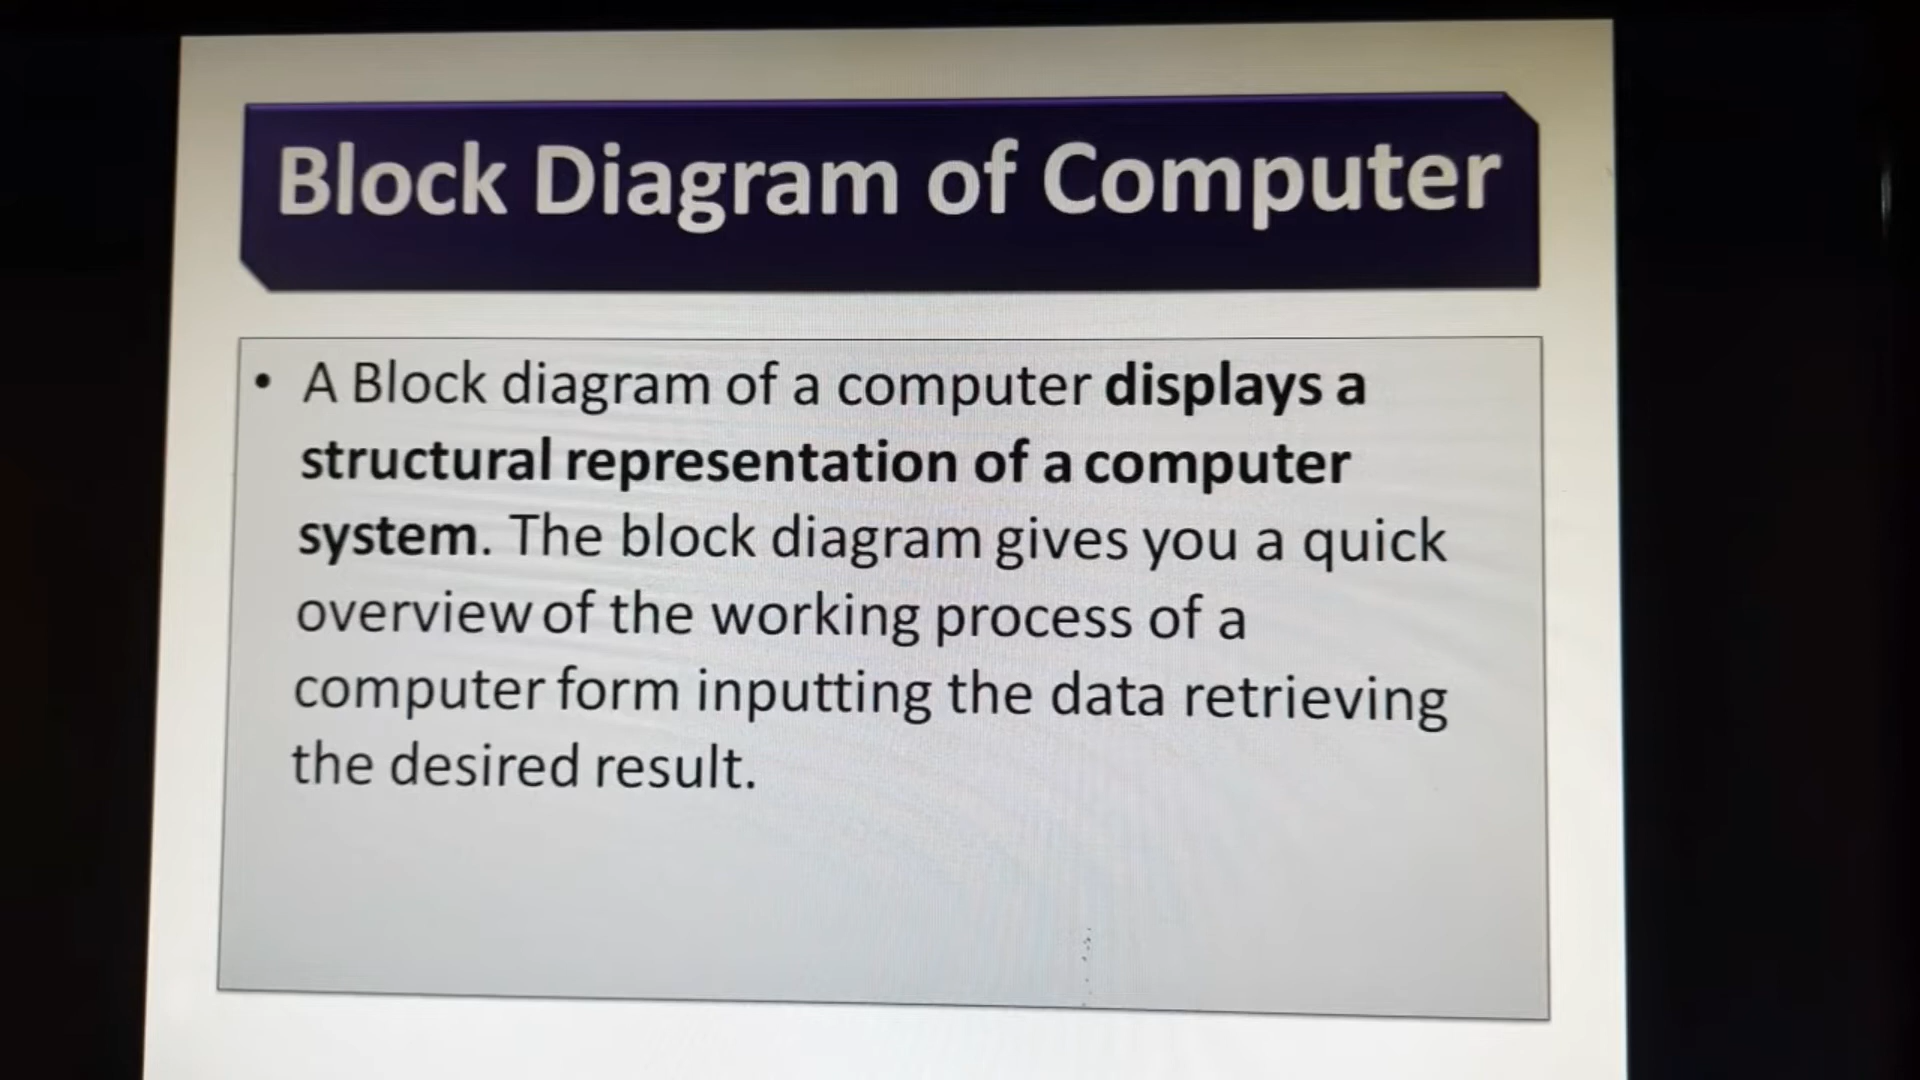 Block Diagram of Computer
• A Block diagram of a computer displays a
structural representation of a computer
system. The block diagram gives you a quick
overview of the working process of a
computer form inputting the data retrieving
the desired result.